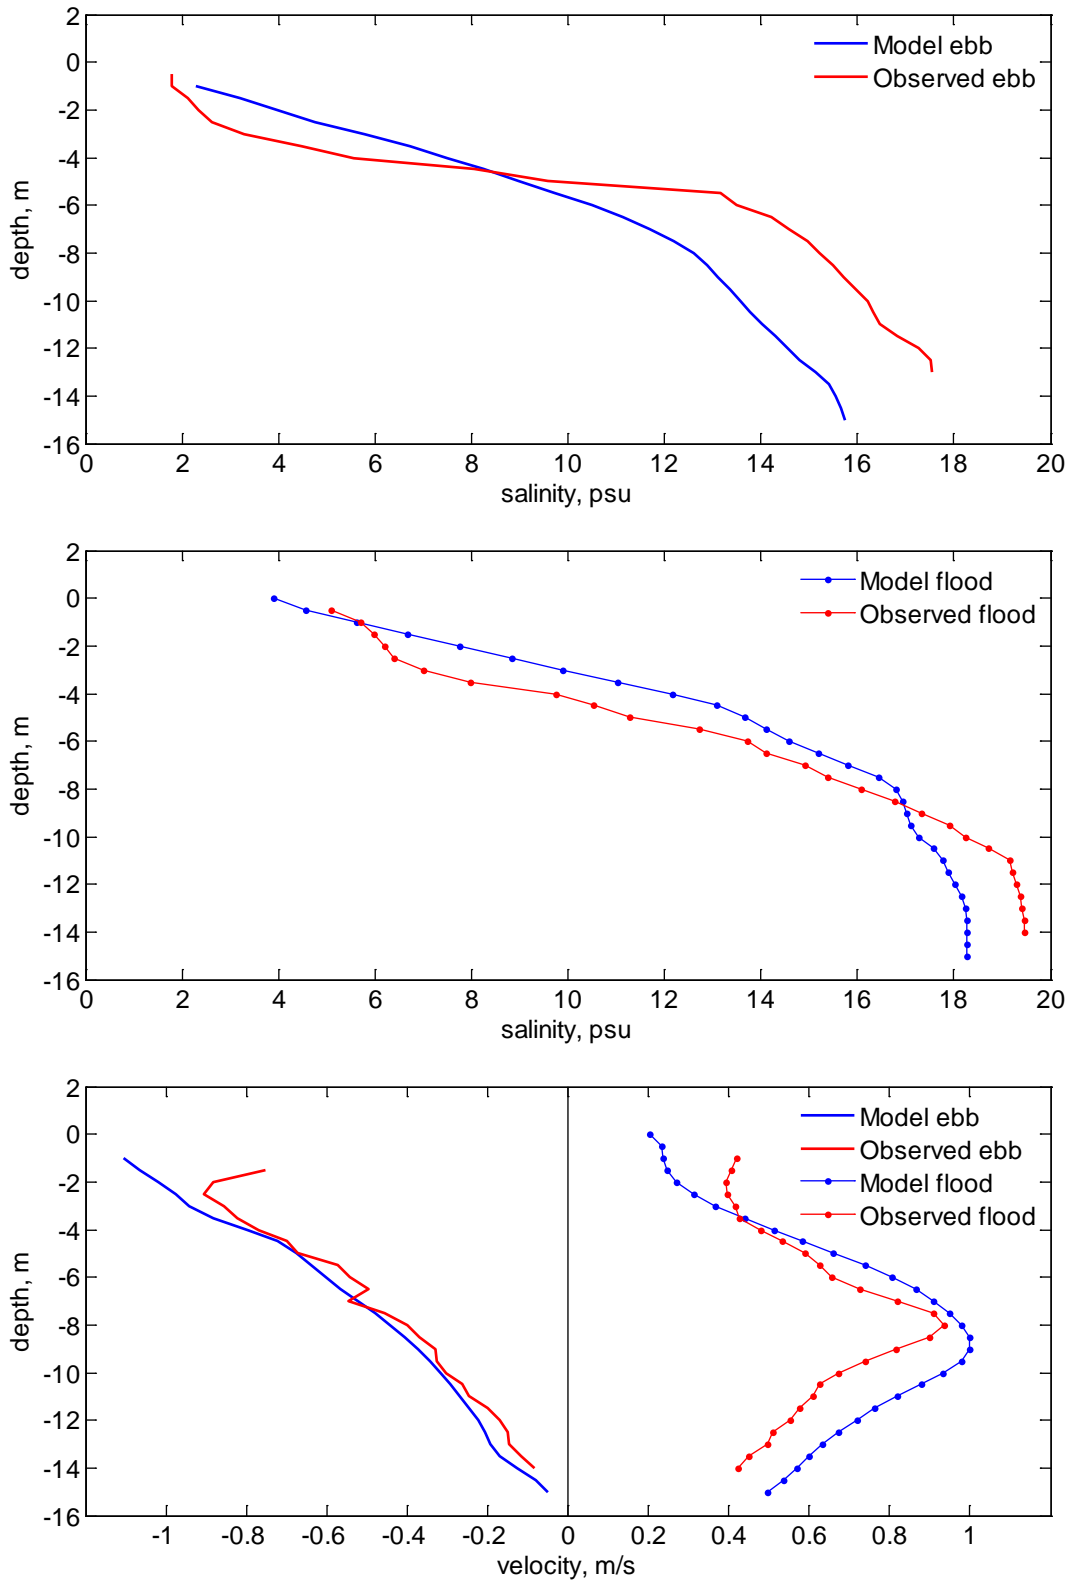 2
0
-2
-4
-6
-8
-10
-12
-14
-16
depth, m
0 2 4 6 8 10 12 14 16 18 20
salinity, psu
Model ebb
Observed ebb
2
0
-2
-4
-6
-8
-10
-12
-14
-16
depth, m
0 2 4 6 8 10 12 14 16 18 20
salinity, psu
Model flood
Observed flood
2
0
-2
-4
-6
-8
-10
-12
-14
-16
depth, m
-1 -0.8 -0.6 -0.4 -0.2 0 0.2 0.4 0.6 0.8 1
velocity, m/s
Model ebb
Observed ebb
Model flood
Observed flood